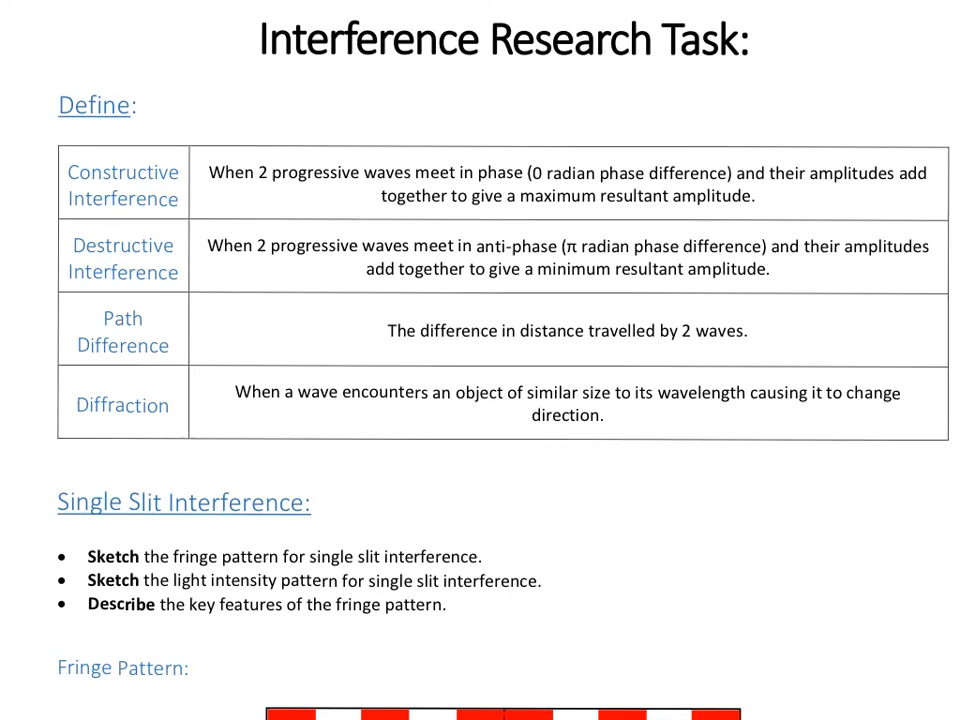 Interference Research Task:
Define:
Constructive
Interference
When 2 progressive waves meet in phase (0 radian phase difference) and their amplitudes add
together to give a maximum resultant amplitude.
Destructive
Interference
When 2 progressive waves meet in anti-phase (π radian phase difference) and their amplitudes
add together to give a minimum resultant amplitude.
Path
Difference
The difference in distance travelled by 2 waves.
Diffraction
When a wave encounters an object of similar size to its wavelength causing it to change
direction.
Single Slit Interference:
• Sketch the fringe pattern for single slit interference.
• Sketch the light intensity pattern for single slit interference.
• Describe the key features of the fringe pattern.
Fringe Pattern: